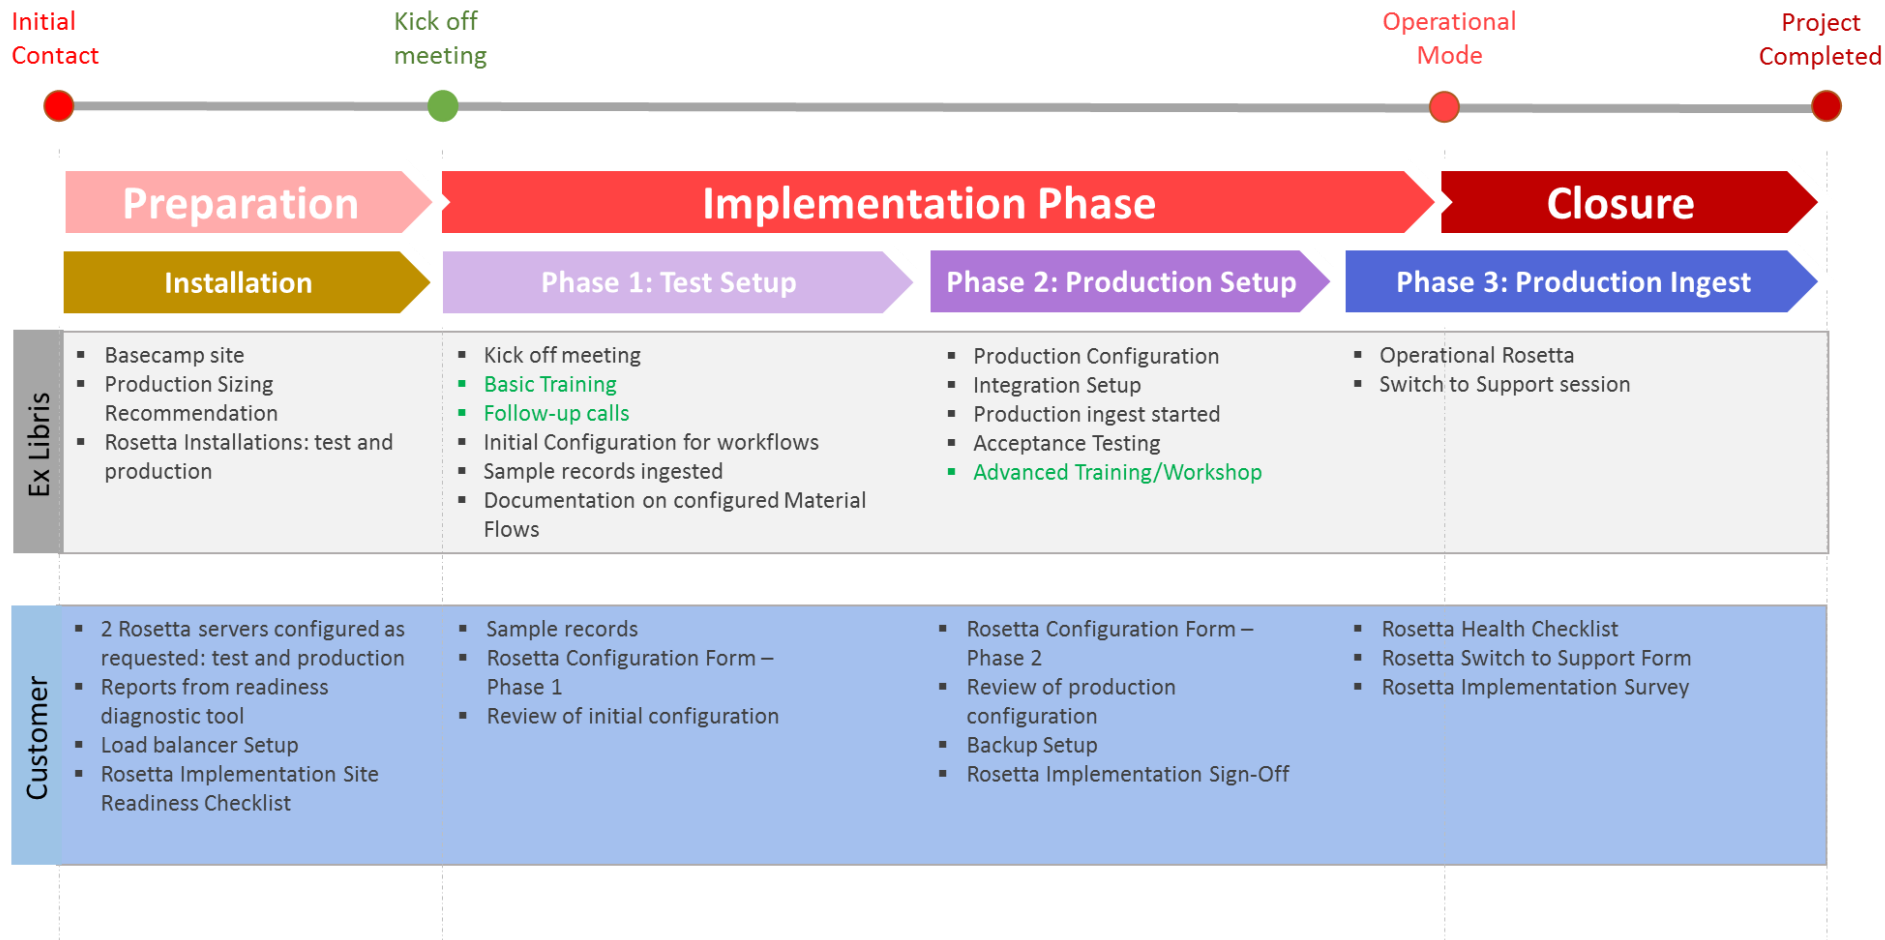 Initial
Contact
Kick off
meeting
Operational
Mode
Project
Completed
Preparation
Implementation Phase
Closure
Installation
Phase 1: Test Setup
Phase 2: Production Setup
Phase 3: Production Ingest
Ex Libris
▪ Basecamp site
▪ Production Sizing
Recommendation
▪ Rosetta Installations: test and
production
▪ Kick off meeting
▪ Basic Training
▪ Follow-up calls
▪ Initial Configuration for workflows
▪ Sample records ingested
▪ Documentation on configured Material
Flows
▪ Production Configuration
▪ Integration Setup
▪ Production ingest started
▪ Acceptance Testing
▪ Advanced Training/Workshop
▪ Operational Rosetta
▪ Switch to Support session
Customer
▪ 2 Rosetta servers configured as
requested: test and production
▪ Reports from readiness
diagnostic tool
▪ Load balancer Setup
▪ Rosetta Implementation Site
Readiness Checklist
▪ Sample records
▪ Rosetta Configuration Form –
Phase 1
▪ Review of initial configuration
▪ Rosetta Configuration Form –
Phase 2
▪ Review of production
configuration
▪ Backup Setup
▪ Rosetta Implementation Sign-Off
▪ Rosetta Health Checklist
▪ Rosetta Switch to Support Form
▪ Rosetta Implementation Survey